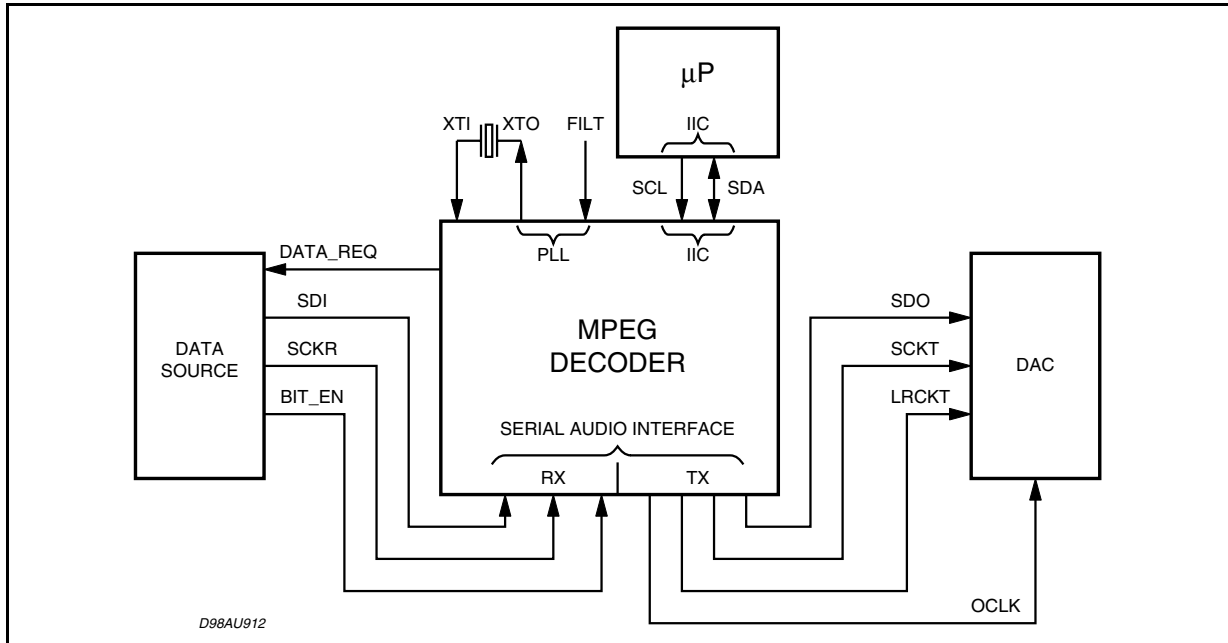 μP
XTI
XTO
FILT
IIC
SCL
SDA
DATA_REQ
PLL
IIC
SDI
SDO
MPEG
DECODER
DATA
SOURCE
SCKR
SCKT
DAC
BIT_EN
LRCKT
SERIAL AUDIO INTERFACE
RX
TX
OCLK
D98AU912